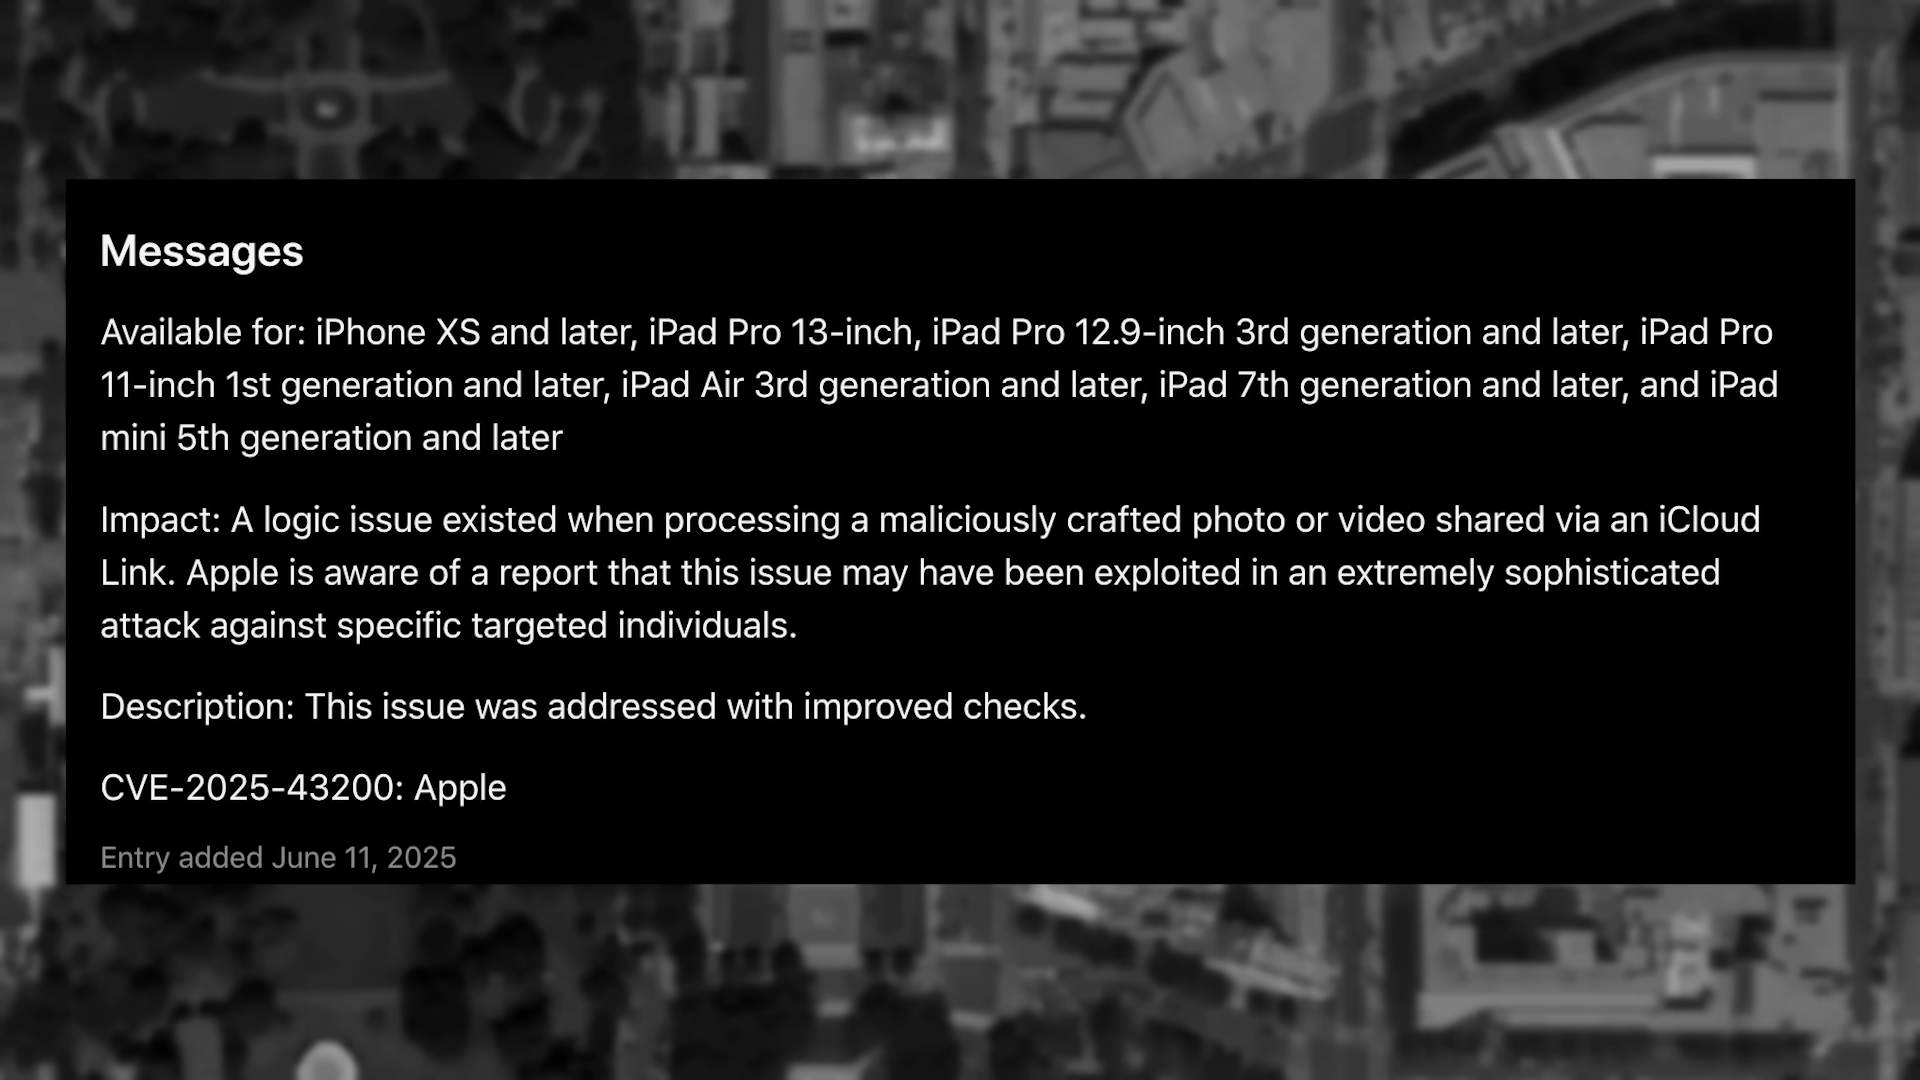 Messages
Available for: iPhone XS and later, iPad Pro 13-inch, iPad Pro 12.9-inch 3rd generation and later, iPad Pro
11-inch 1st generation and later, iPad Air 3rd generation and later, iPad 7th generation and later, and iPad
mini 5th generation and later
Impact: A logic issue existed when processing a maliciously crafted photo or video shared via an iCloud
Link. Apple is aware of a report that this issue may have been exploited in an extremely sophisticated
attack against specific targeted individuals.
Description: This issue was addressed with improved checks.
CVE-2025-43200: Apple
Entry added June 11, 2025